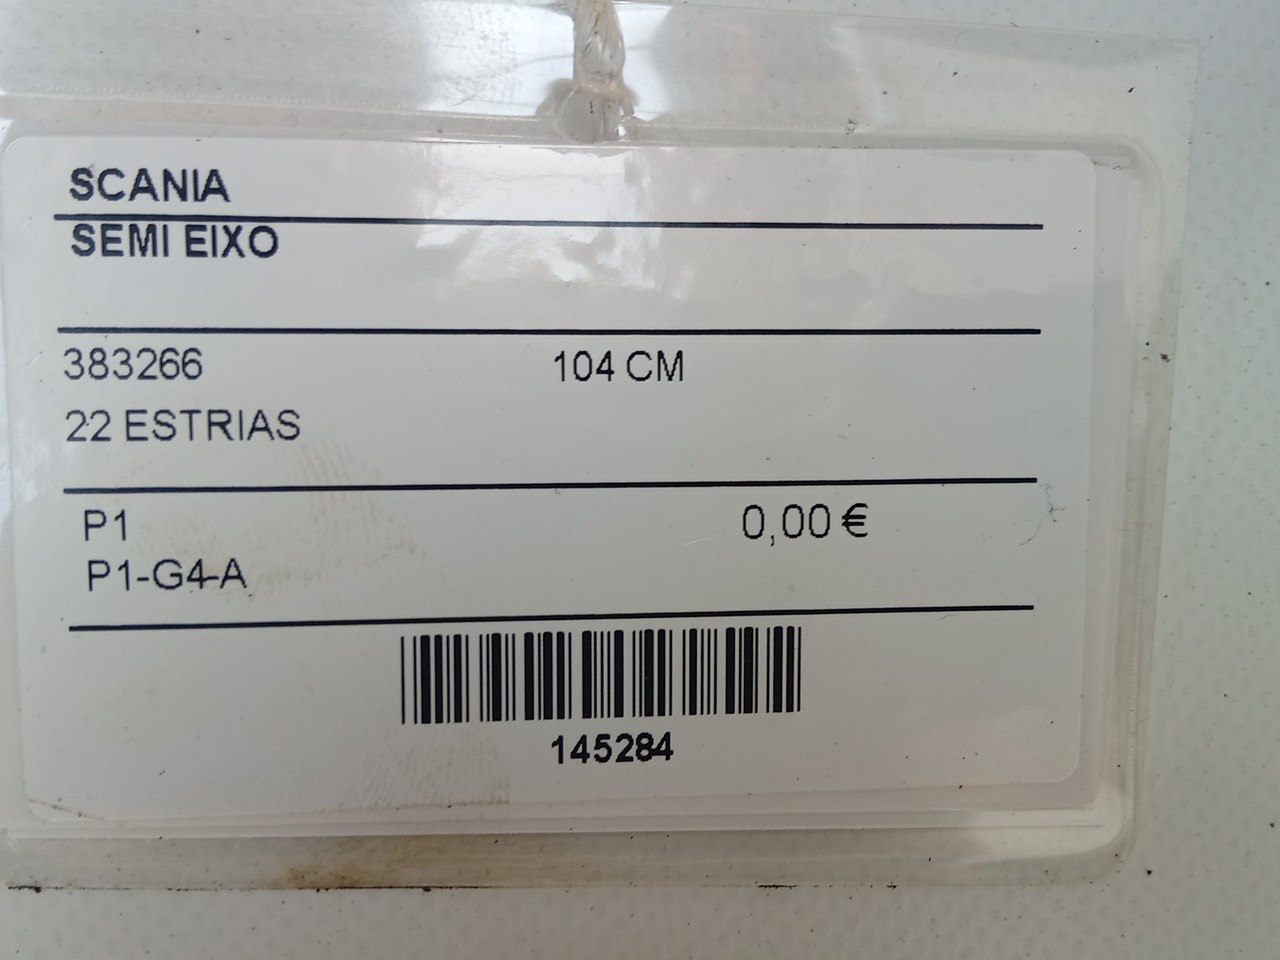 SCANIA
SEMI EIXO
383266 104 CM
22 ESTRIAS
P1 0,00 €
P1-G4-A
145284